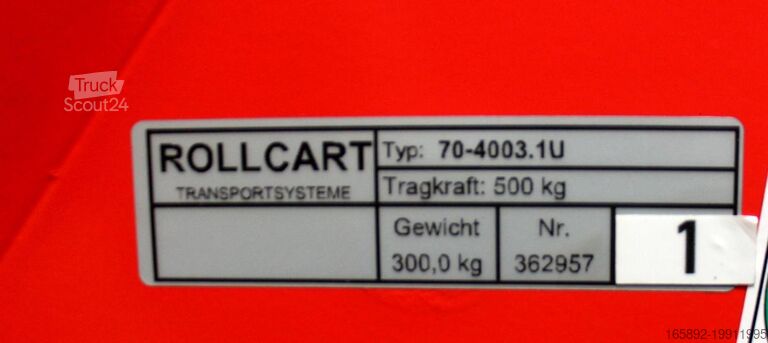 Truck
Scout24
ROLLCART
TRANSPORTSYSTEME
Typ: 70-4003.1U
Tragkraft: 500 kg
Gewicht
300,0 kg
Nr.
362957
1
165892-19911995